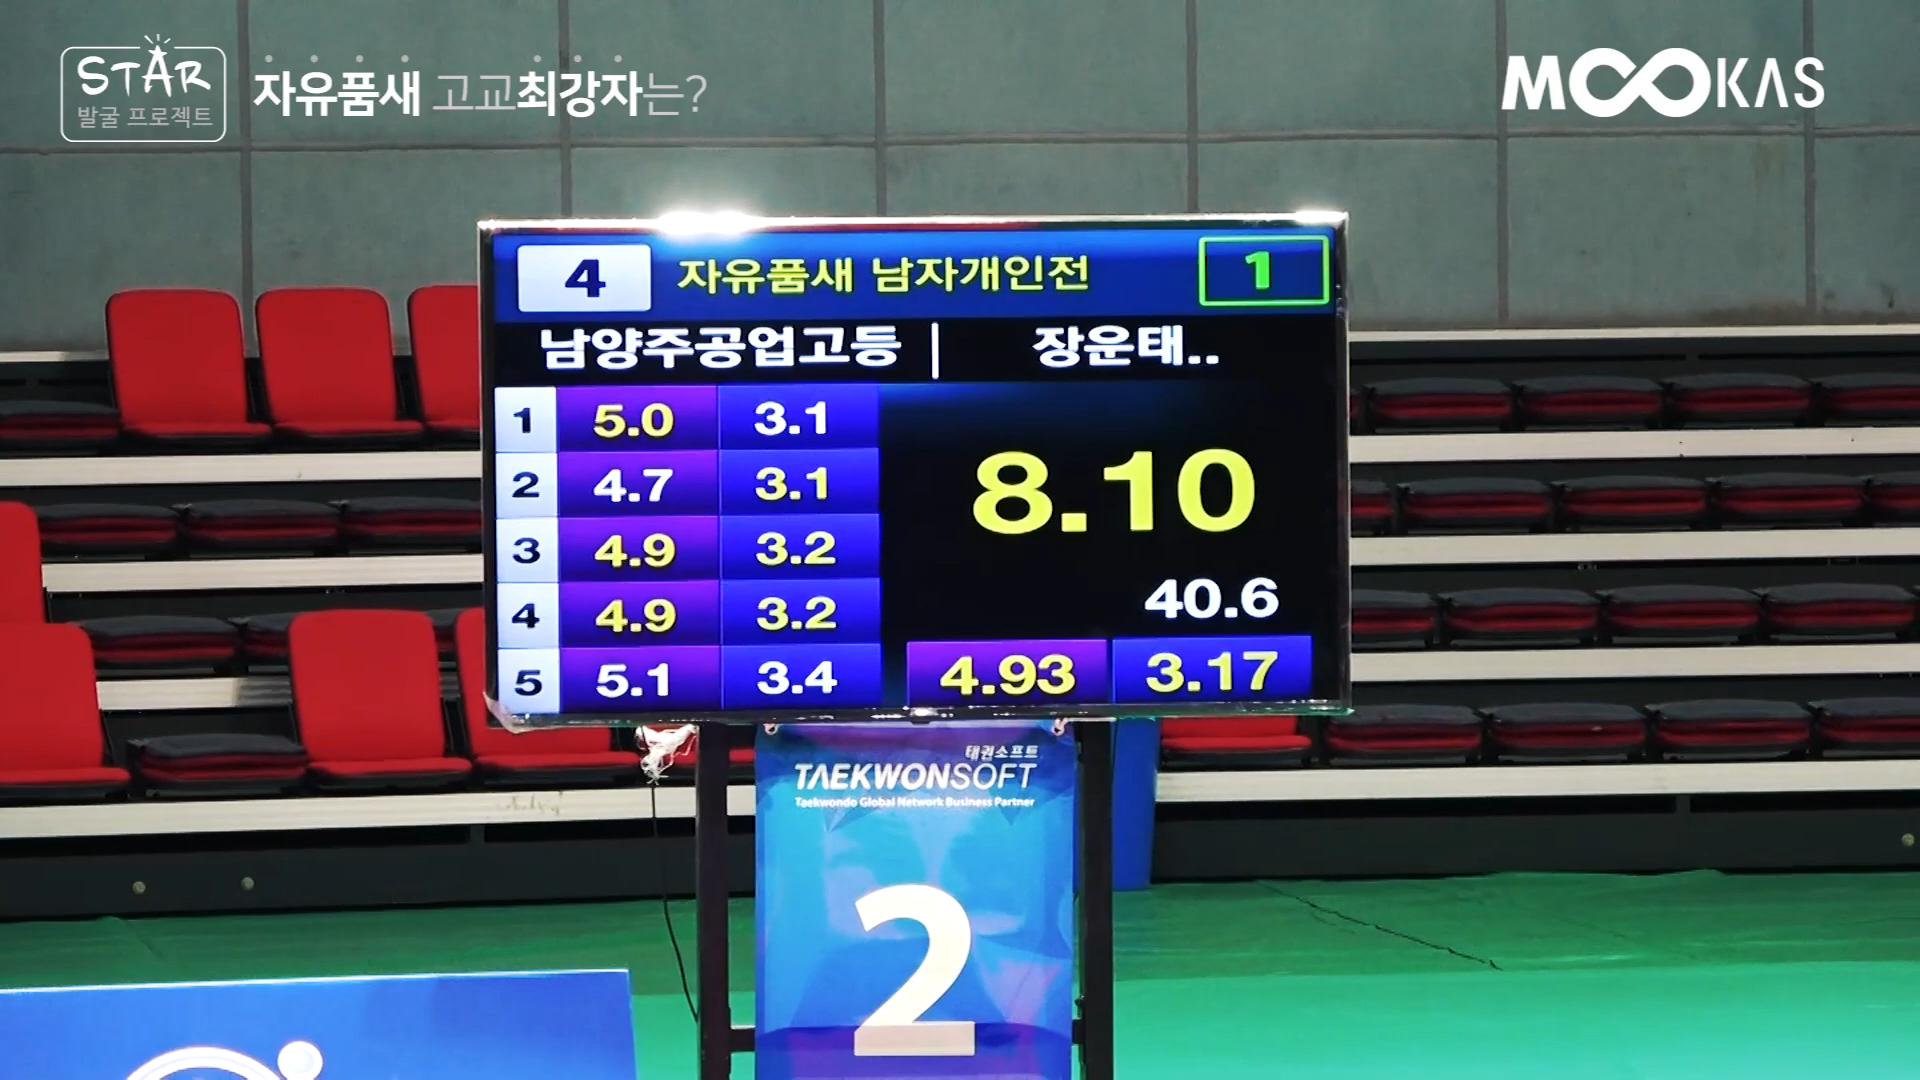 STAR
발굴 프로젝트
자유품새 고교최강자는?
MOOKAS
4 자유품새 남자개인전 1
남양주공업고등 | 장운태..
1 5.0 3.1
2 4.7 3.1
3 4.9 3.2
4 4.9 3.2
5 5.1 3.4
8.10
40.6
4.93 3.17
태권소프트
TAEKWONSOFT
Taekwondo Global Network Business Partner
2